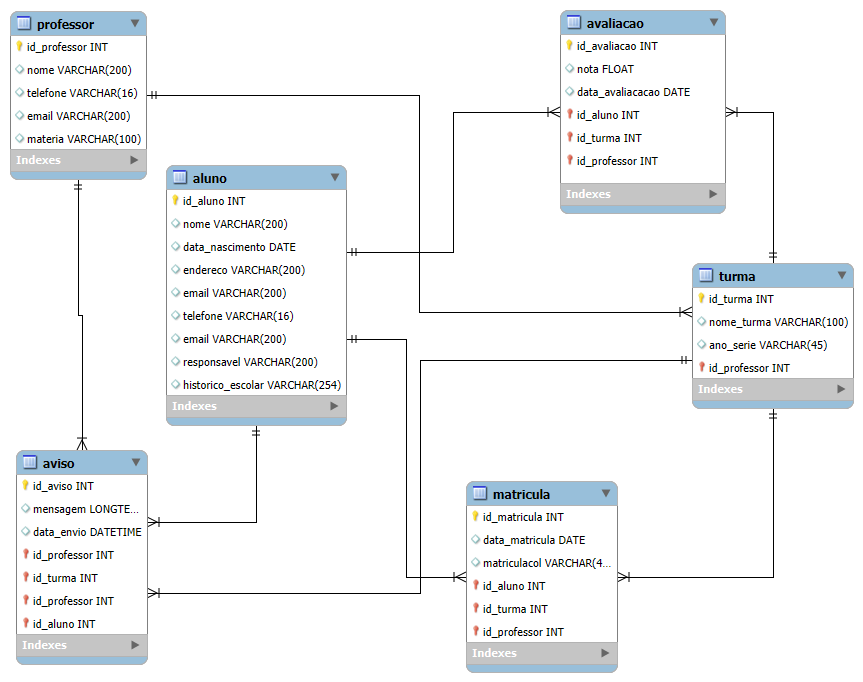 professor
id_professor INT
nome VARCHAR(200)
telefone VARCHAR(16)
email VARCHAR(200)
materia VARCHAR(100)
Indexes
avaliacao
id_avaliacao INT
nota FLOAT
data_avaliacacao DATE
id_aluno INT
id_turma INT
id_professor INT
Indexes
aluno
id_aluno INT
nome VARCHAR(200)
data_nascimento DATE
endereco VARCHAR(200)
email VARCHAR(200)
telefone VARCHAR(16)
email VARCHAR(200)
responsavel VARCHAR(200)
historico_escolar VARCHAR(254)
Indexes
turma
id_turma INT
nome_turma VARCHAR(100)
ano_serie VARCHAR(45)
id_professor INT
Indexes
aviso
id_aviso INT
mensagem LONGTE...
data_envio DATETIME
id_professor INT
id_turma INT
id_professor INT
id_aluno INT
Indexes
matricula
id_matricula INT
data_matricula DATE
matriculacol VARCHAR(4...
id_aluno INT
id_turma INT
id_professor INT
Indexes